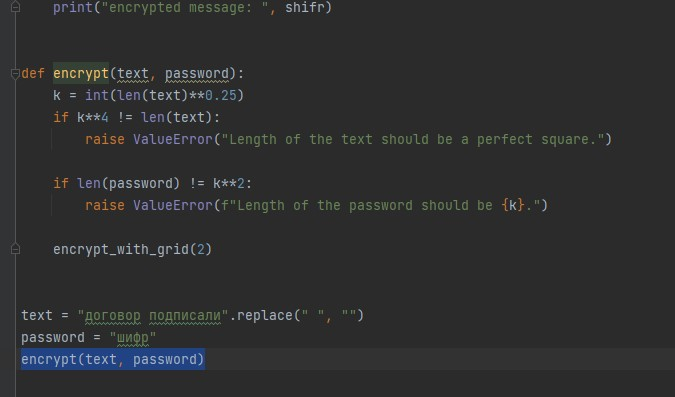 print("encrypted message: ", shifr)
def encrypt(text, password):
k = int(len(text)**0.25)
if k**4 != len(text):
raise ValueError("Length of the text should be a perfect square.")
if len(password) != k**2:
raise ValueError(f"Length of the password should be {k}.")
encrypt_with_grid(2)
text = "договор подписали".replace(" ", "")
password = "шифр"
encrypt(text, password)